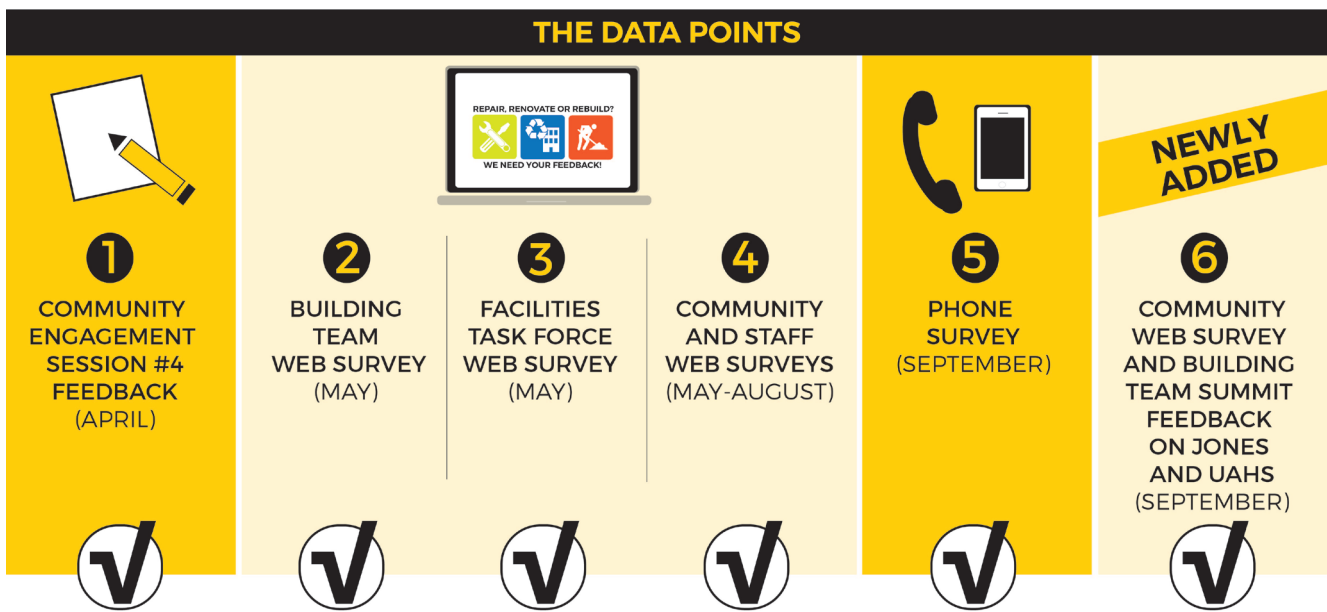 THE DATA POINTS
REPAIR, RENOVATE OR REBUILD?
WE NEED YOUR FEEDBACK!
NEWLY
ADDED
1
COMMUNITY
ENGAGEMENT
SESSION #4
FEEDBACK
(APRIL)
2
BUILDING
TEAM
WEB SURVEY
(MAY)
3
FACILITIES
TASK FORCE
WEB SURVEY
(MAY)
4
COMMUNITY
AND STAFF
WEB SURVEYS
(MAY-AUGUST)
5
PHONE
SURVEY
(SEPTEMBER)
6
COMMUNITY
WEB SURVEY
AND BUILDING
TEAM SUMMIT
FEEDBACK
ON JONES
AND UAHS
(SEPTEMBER)